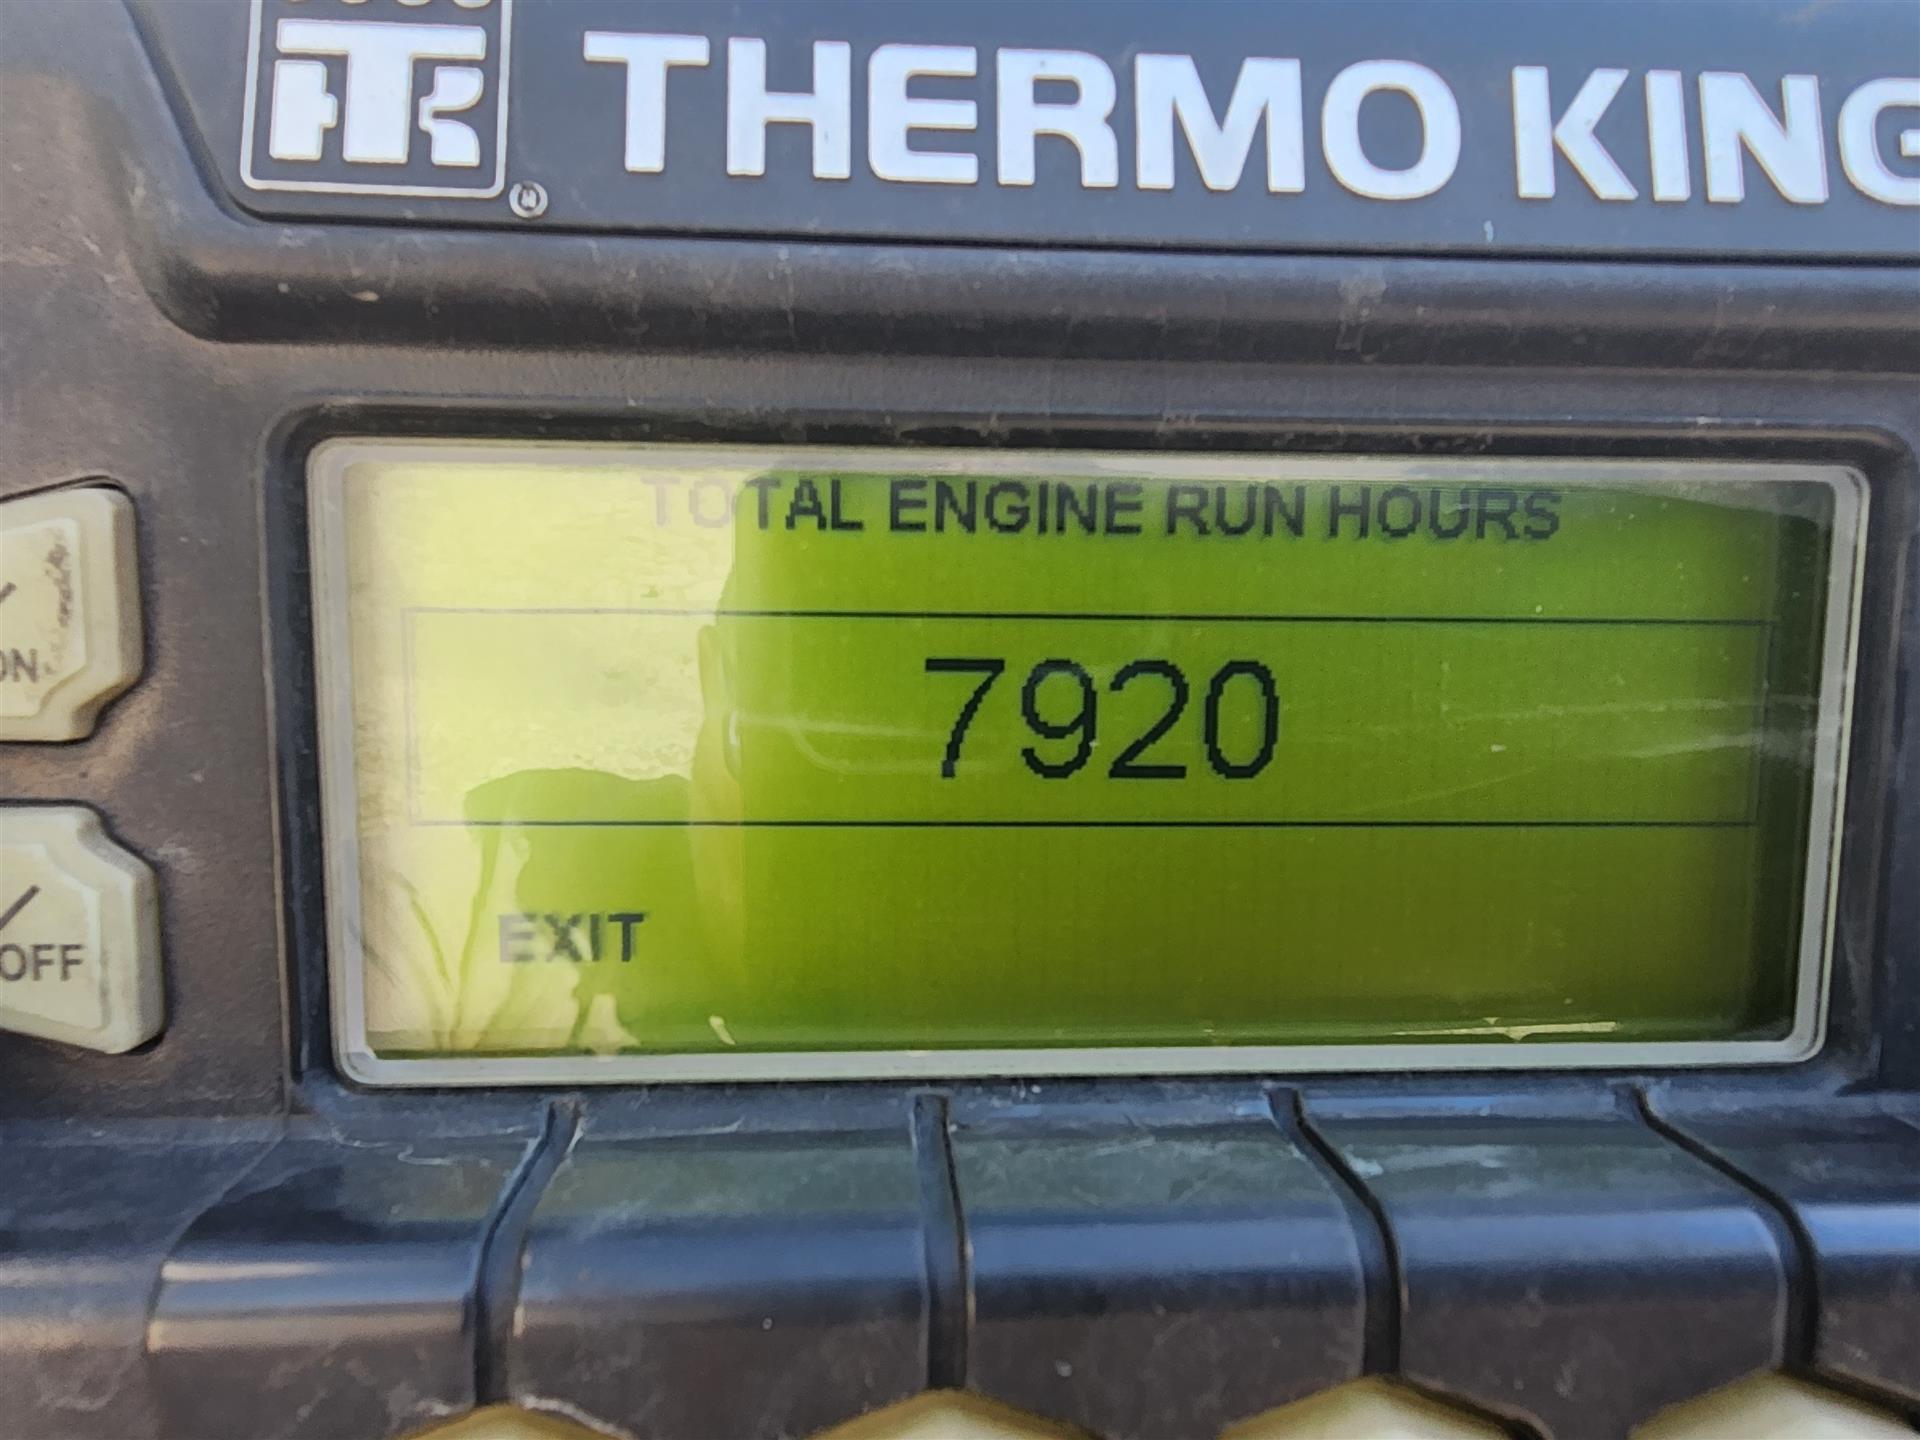 THERMO KING
TOTAL ENGINE RUN HOURS
7920
EXIT
ON
OFF